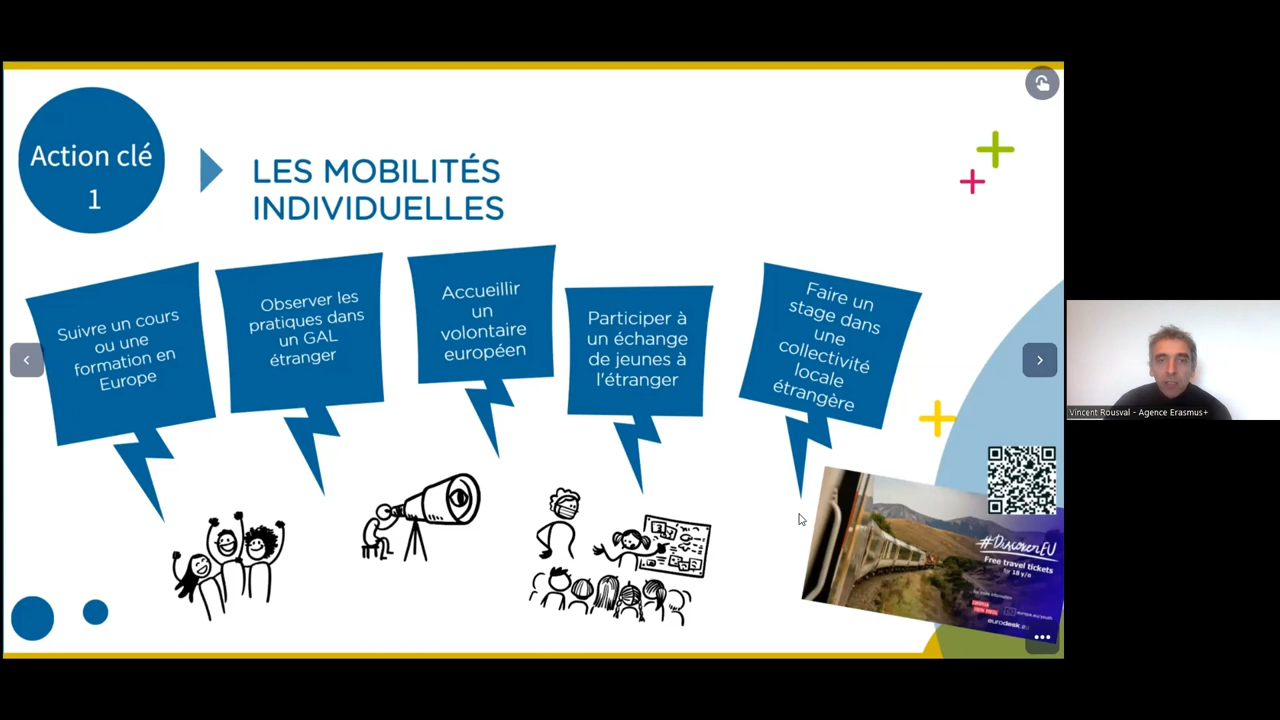 Action clé
1
LES MOBILITÉS
INDIVIDUELLES
Suivre un cours
ou une
formation en
Europe
Observer les
pratiques dans
un GAL
étranger
Accueillir
un
volontaire
européen
Participer à
un échange
de jeunes à
l'étranger
Faire un
stage dans
une
collectivité
locale
étrangère
#DiscoverEU
Free travel tickets
for 18 y/o
eurodesk.eu
Vincent Rousval - Agence Erasmus+